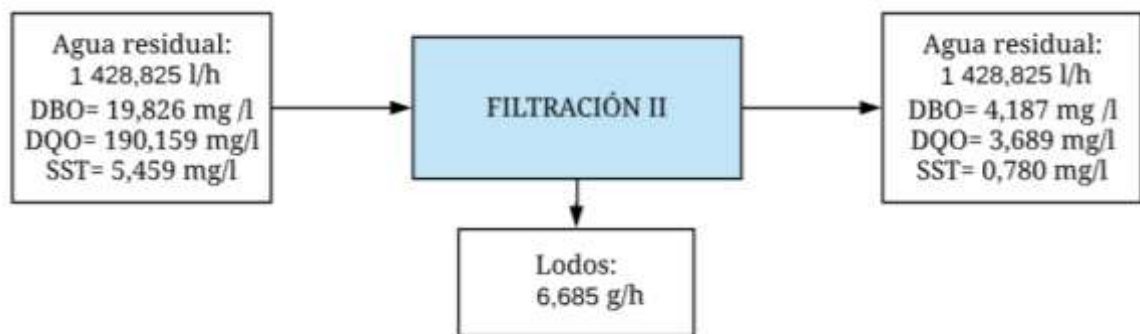 Agua residual:
1 428,825 l/h
DBO= 19,826 mg /l
DQO= 190,159 mg/l
SST= 5,459 mg/l
FILTRACIÓN II
Agua residual:
1 428,825 l/h
DBO= 4,187 mg /l
DQO= 3,689 mg/l
SST= 0,780 mg/l
Lodos:
6,685 g/h